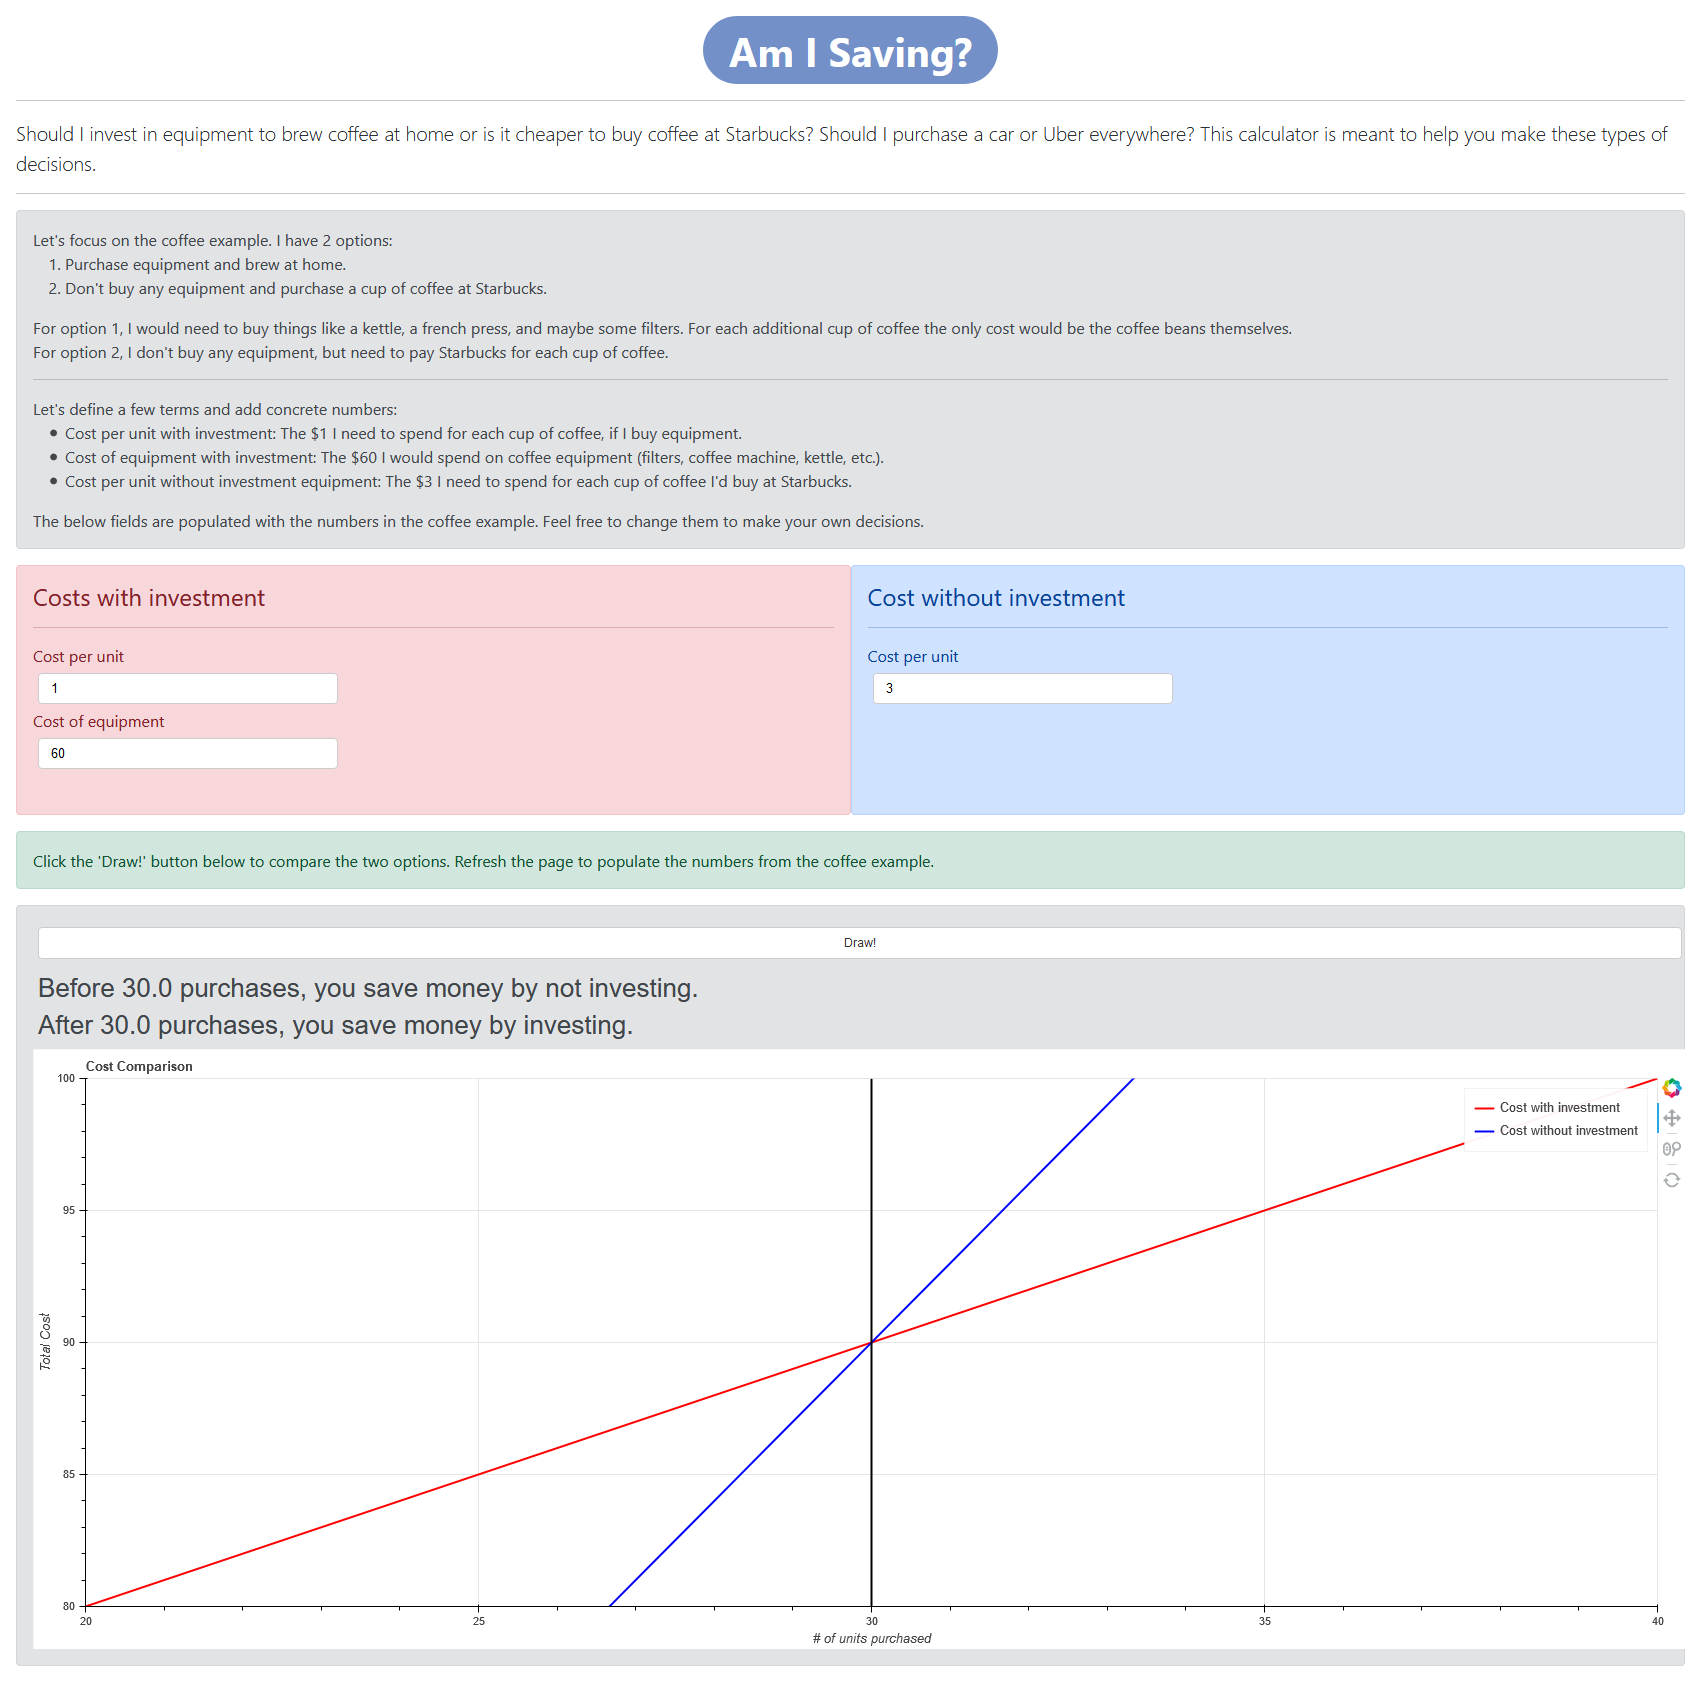 Am I Saving?
Should I invest in equipment to brew coffee at home or is it cheaper to buy coffee at Starbucks? Should I purchase a car or Uber everywhere? This calculator is meant to help you make these types of
decisions.
Let's focus on the coffee example. I have 2 options:
1. Purchase equipment and brew at home.
2. Don't buy any equipment and purchase a cup of coffee at Starbucks.
For option 1, I would need to buy things like a kettle, a french press, and maybe some filters. For each additional cup of coffee the only cost would be the coffee beans themselves.
For option 2, I don't buy any equipment, but need to pay Starbucks for each cup of coffee.
Let's define a few terms and add concrete numbers:
• Cost per unit with investment: The $1 I need to spend for each cup of coffee, if I buy equipment.
• Cost of equipment with investment: The $60 I would spend on coffee equipment (filters, coffee machine, kettle, etc.).
• Cost per unit without investment equipment: The $3 I need to spend for each cup of coffee I'd buy at Starbucks.
The below fields are populated with the numbers in the coffee example. Feel free to change them to make your own decisions.
Costs with investment
Cost per unit
1
Cost of equipment
60
Cost without investment
Cost per unit
3
Click the 'Draw!' button below to compare the two options. Refresh the page to populate the numbers from the coffee example.
Draw!
Before 30.0 purchases, you save money by not investing.
After 30.0 purchases, you save money by investing.
Cost Comparison
Cost with investment
Cost without investment
Total Cost
100
95
90
85
80
20 25 30 35 40
# of units purchased